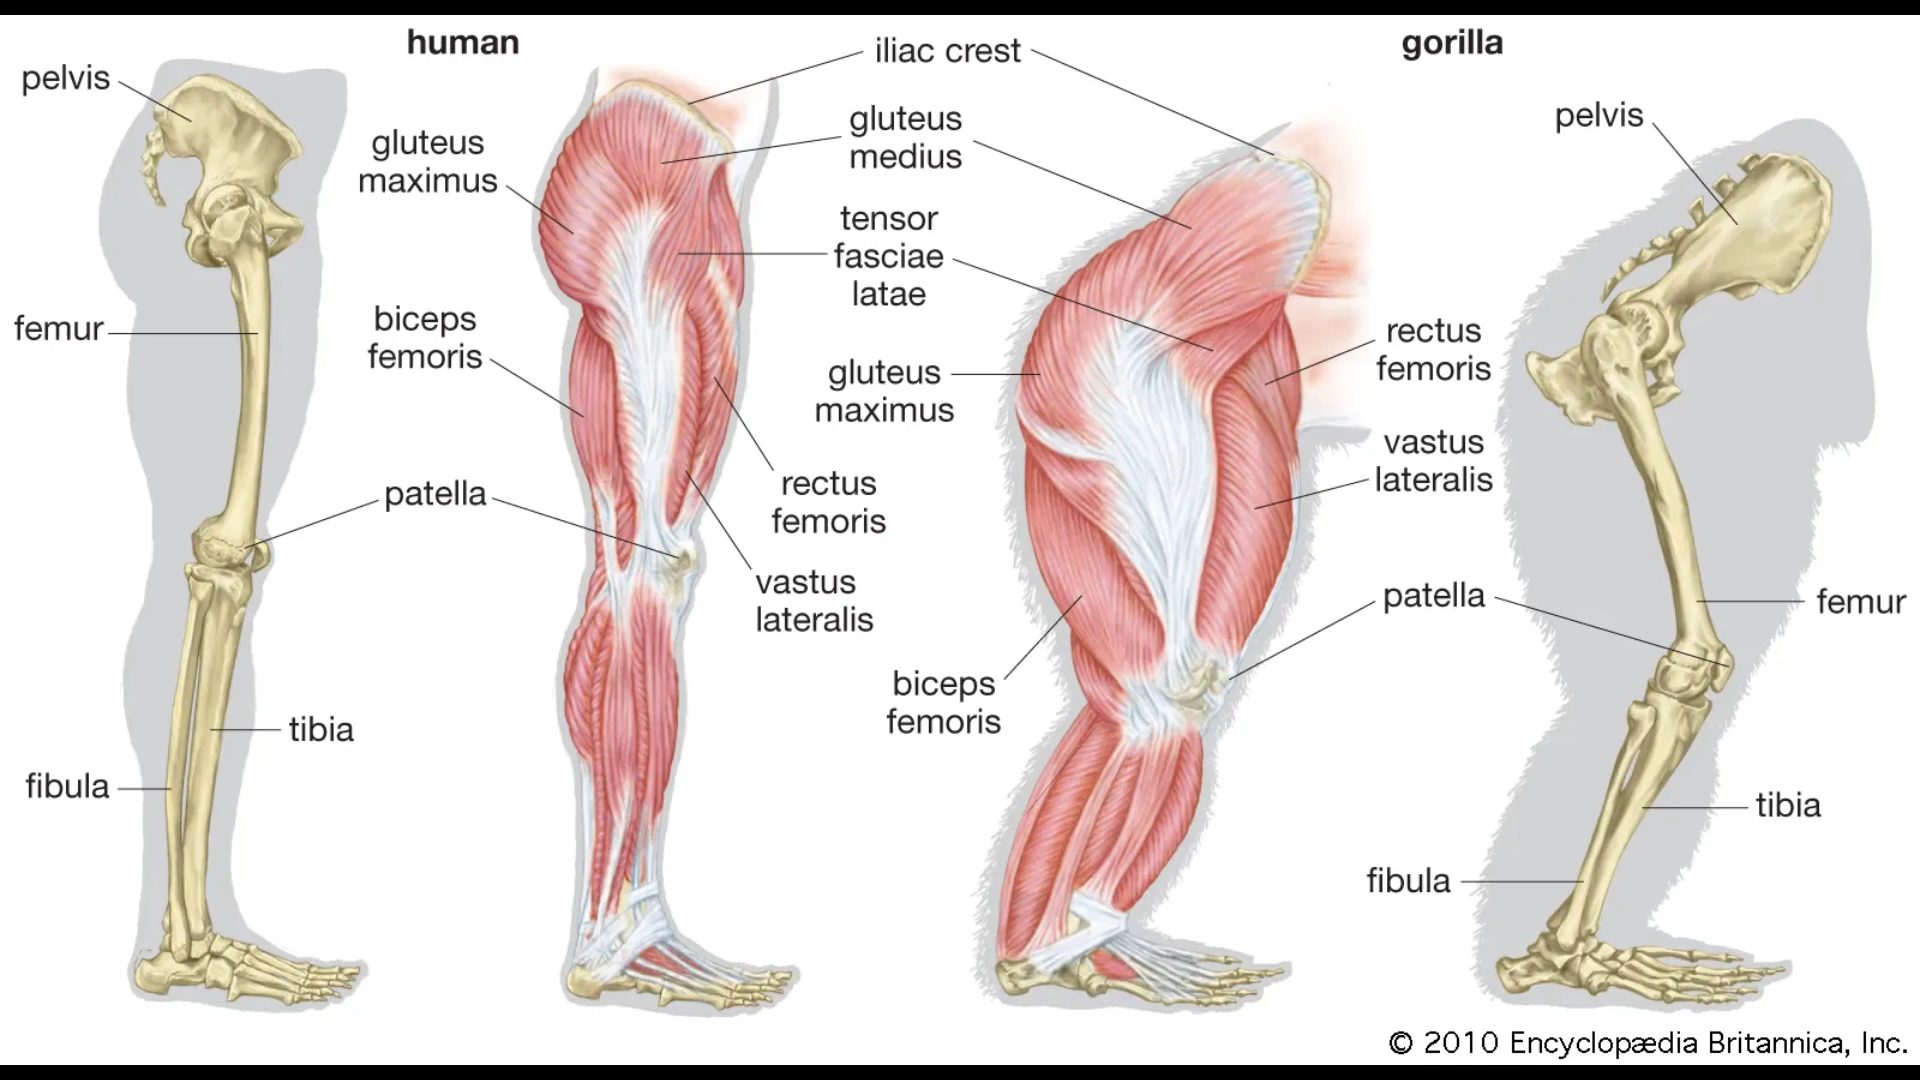 human
iliac crest
gorilla
pelvis
gluteus
maximus
gluteus
medius
pelvis
tensor
fasciae
latae
femur
biceps
femoris
rectus
femoris
gluteus
maximus
patella
rectus
femoris
vastus
lateralis
vastus
lateralis
patella
femur
biceps
femoris
tibia
fibula
tibia
fibula
© 2010 Encyclopædia Britannica, Inc.